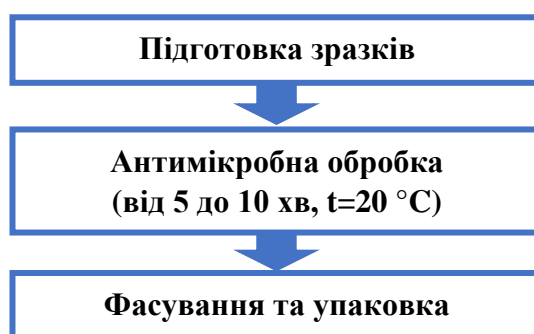 Підготовка зразків
Антимікробна обробка
(від 5 до 10 хв, t=20 °C)
Фасування та упаковка